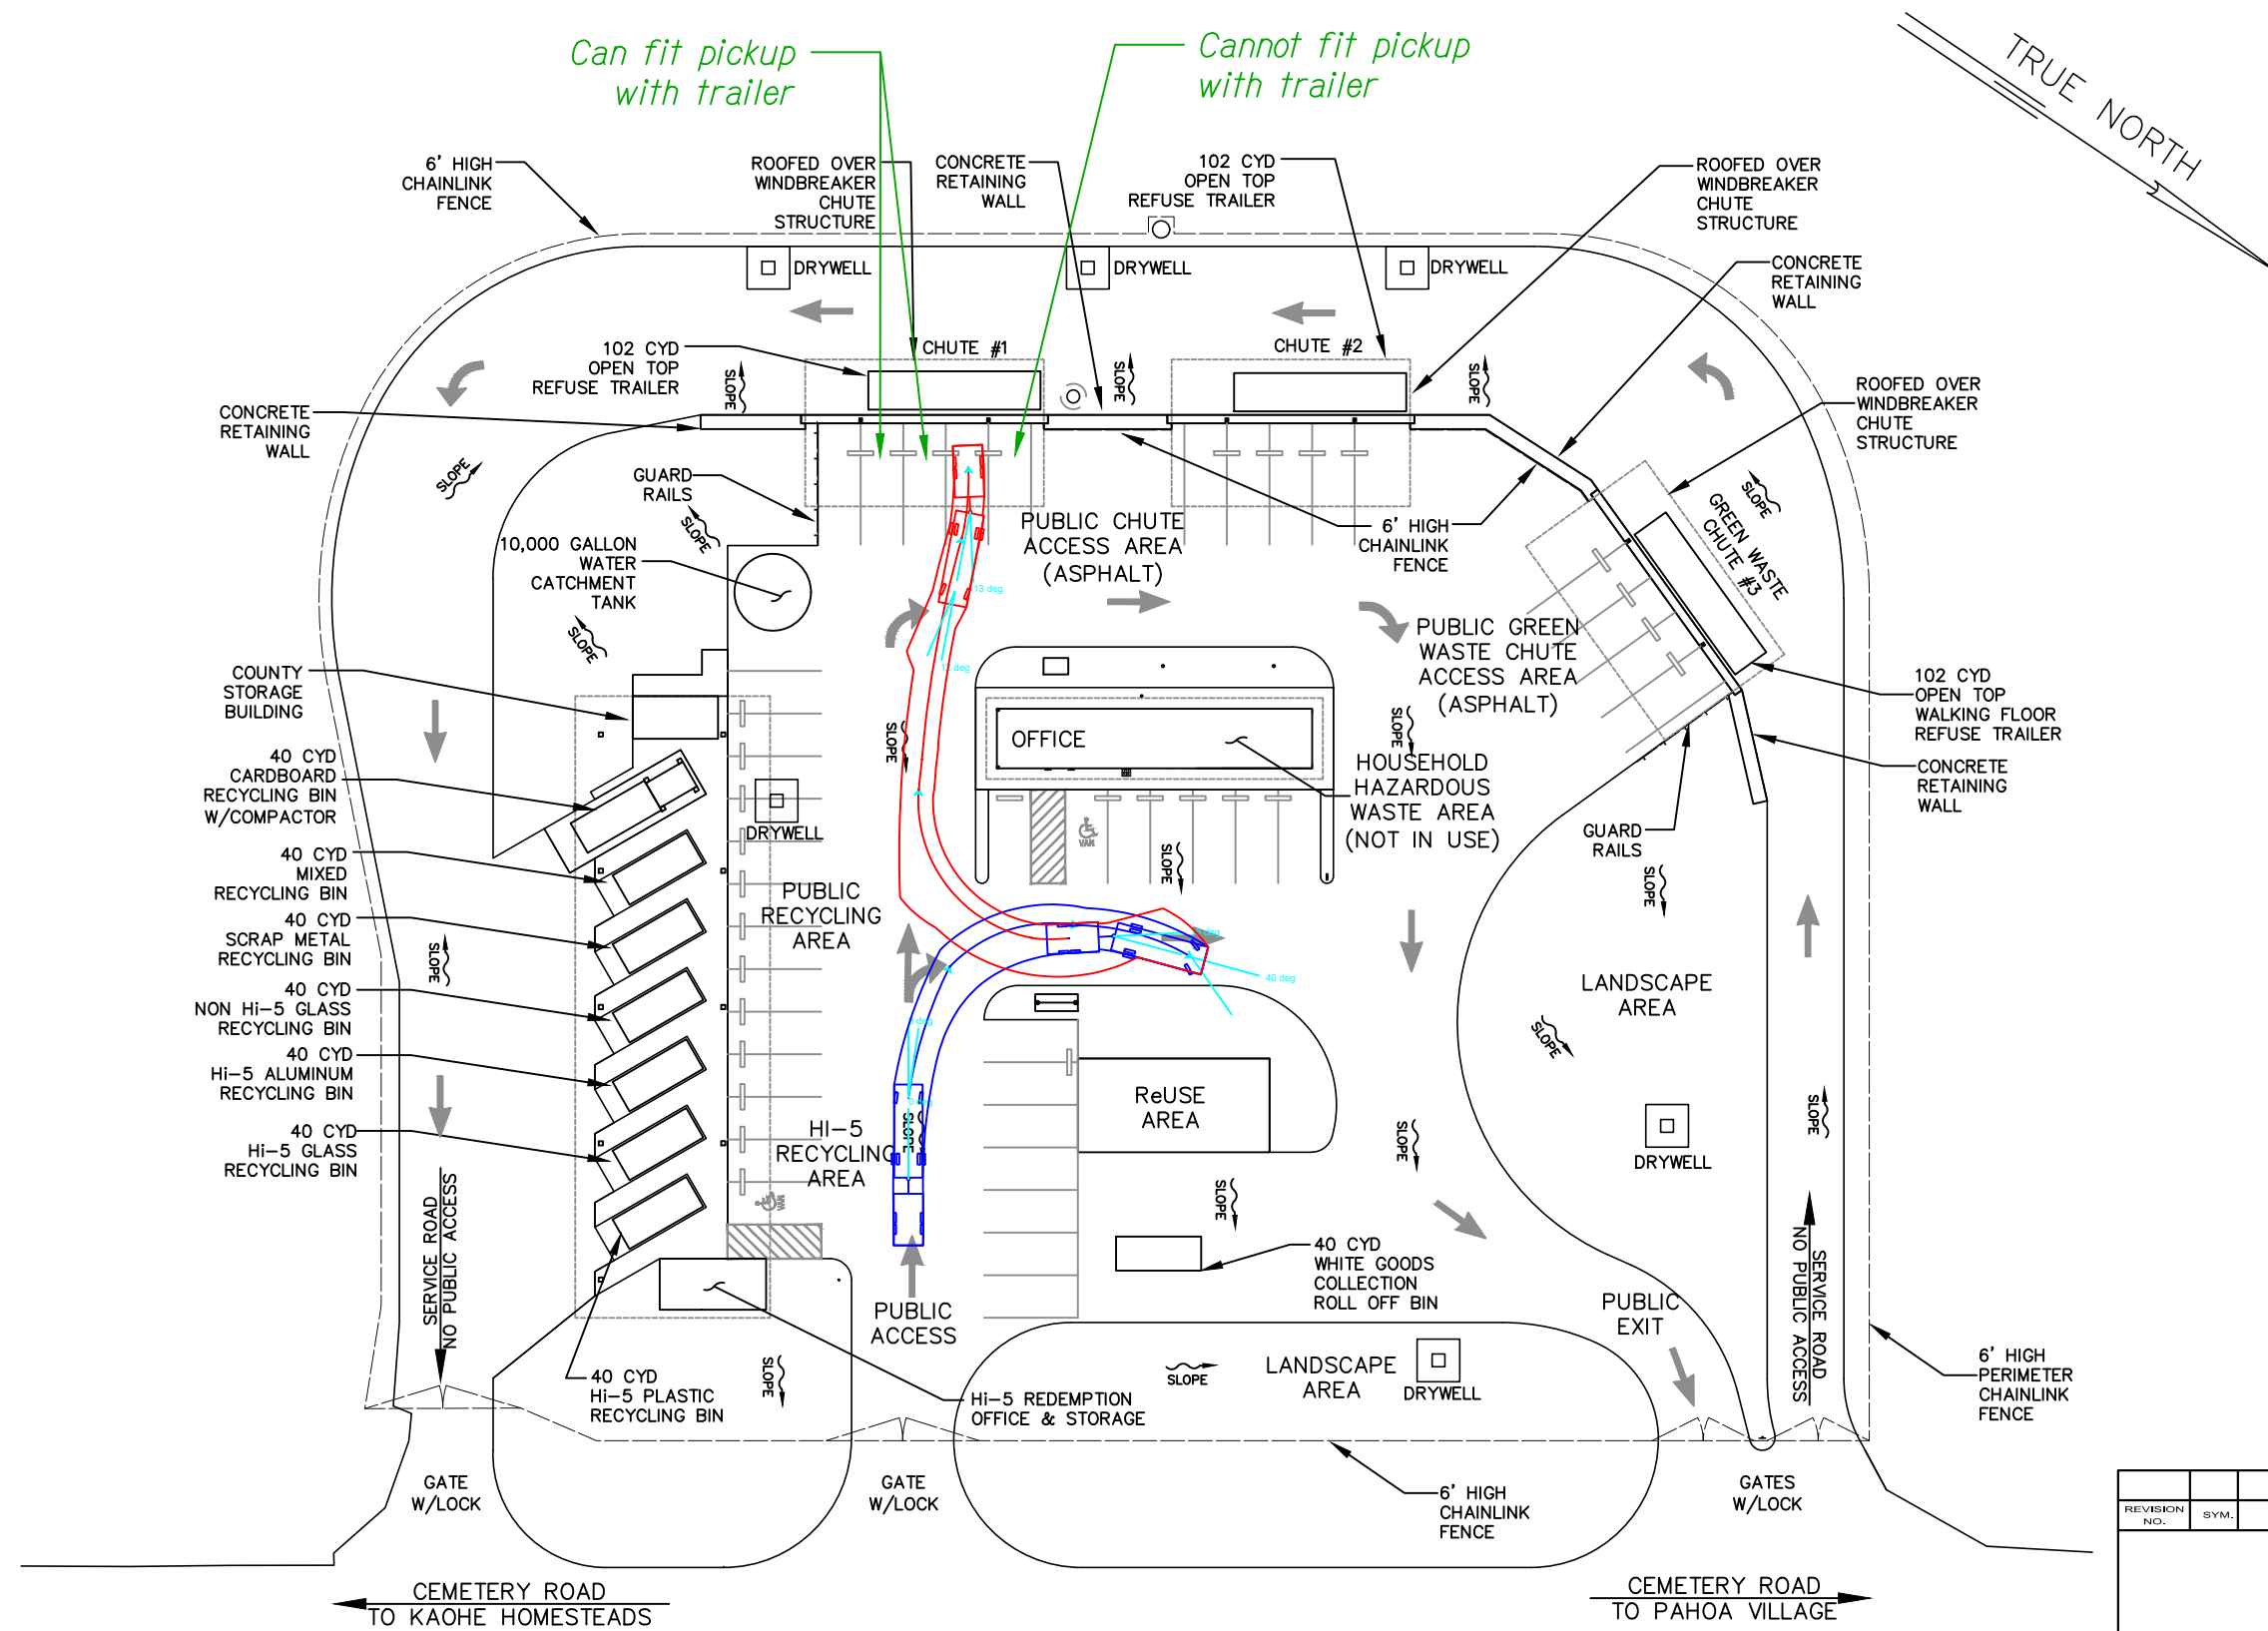 Can fit pickup
with trailer
Cannot fit pickup
with trailer
TRUE NORTH
6' HIGH
CHAINLINK
FENCE
ROOFED OVER
WINDBREAKER
CHUTE
STRUCTURE
CONCRETE
RETAINING
WALL
102 CYD
OPEN TOP
REFUSE TRAILER
ROOFED OVER
WINDBREAKER
CHUTE
STRUCTURE
DRYWELL
DRYWELL
DRYWELL
CONCRETE
RETAINING
WALL
102 CYD
OPEN TOP
REFUSE TRAILER
CHUTE #1
CHUTE #2
SLOPE
SLOPE
SLOPE
ROOFED OVER
WINDBREAKER
CHUTE
STRUCTURE
CONCRETE
RETAINING
WALL
SLOPE
GUARD
RAILS
SLOPE
PUBLIC CHUTE
ACCESS AREA
(ASPHALT)
6' HIGH
CHAINLINK
FENCE
SLOPE
GREEN WASTE
CHUTE #3
10,000 GALLON
WATER
CATCHMENT
TANK
SLOPE
13 deg
12 deg
PUBLIC GREEN
WASTE CHUTE
ACCESS AREA
(ASPHALT)
COUNTY
STORAGE
BUILDING
102 CYD
OPEN TOP
WALKING FLOOR
REFUSE TRAILER
SLOPE
OFFICE
SLOPE
40 CYD
CARDBOARD
RECYCLING BIN
W/COMPACTOR
HOUSEHOLD
HAZARDOUS
WASTE AREA
(NOT IN USE)
CONCRETE
RETAINING
WALL
DRYWELL
VAN
GUARD
RAILS
SLOPE
SLOPE
40 CYD
MIXED
RECYCLING BIN
PUBLIC
RECYCLING
AREA
40 CYD
SCRAP METAL
RECYCLING BIN
SLOPE
40 deg
LANDSCAPE
AREA
40 CYD
NON Hi-5 GLASS
RECYCLING BIN
SLOPE
40 CYD
Hi-5 ALUMINUM
RECYCLING BIN
ReUSE
AREA
SLOPE
SLOPE
HI-5
RECYCLING
AREA
SLOPE
40 CYD
Hi-5 GLASS
RECYCLING BIN
DRYWELL
VAN
SLOPE
SERVICE ROAD
NO PUBLIC ACCESS
SERVICE ROAD
NO PUBLIC ACCESS
40 CYD
WHITE GOODS
COLLECTION
ROLL OFF BIN
PUBLIC
ACCESS
PUBLIC
EXIT
40 CYD
Hi-5 PLASTIC
RECYCLING BIN
SLOPE
Hi-5 REDEMPTION
OFFICE & STORAGE
SLOPE
LANDSCAPE
AREA
DRYWELL
6' HIGH
PERIMETER
CHAINLINK
FENCE
GATE
W/LOCK
GATE
W/LOCK
6' HIGH
CHAINLINK
FENCE
GATES
W/LOCK
REVISION
NO.
SYM.
CEMETERY ROAD
TO KAOHE HOMESTEADS
CEMETERY ROAD
TO PAHOA VILLAGE